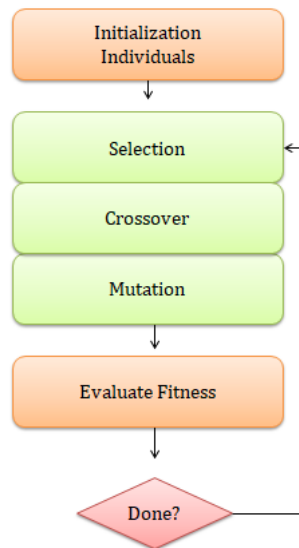 Initialization
Individuals
Selection
Crossover
Mutation
Evaluate Fitness
Done?